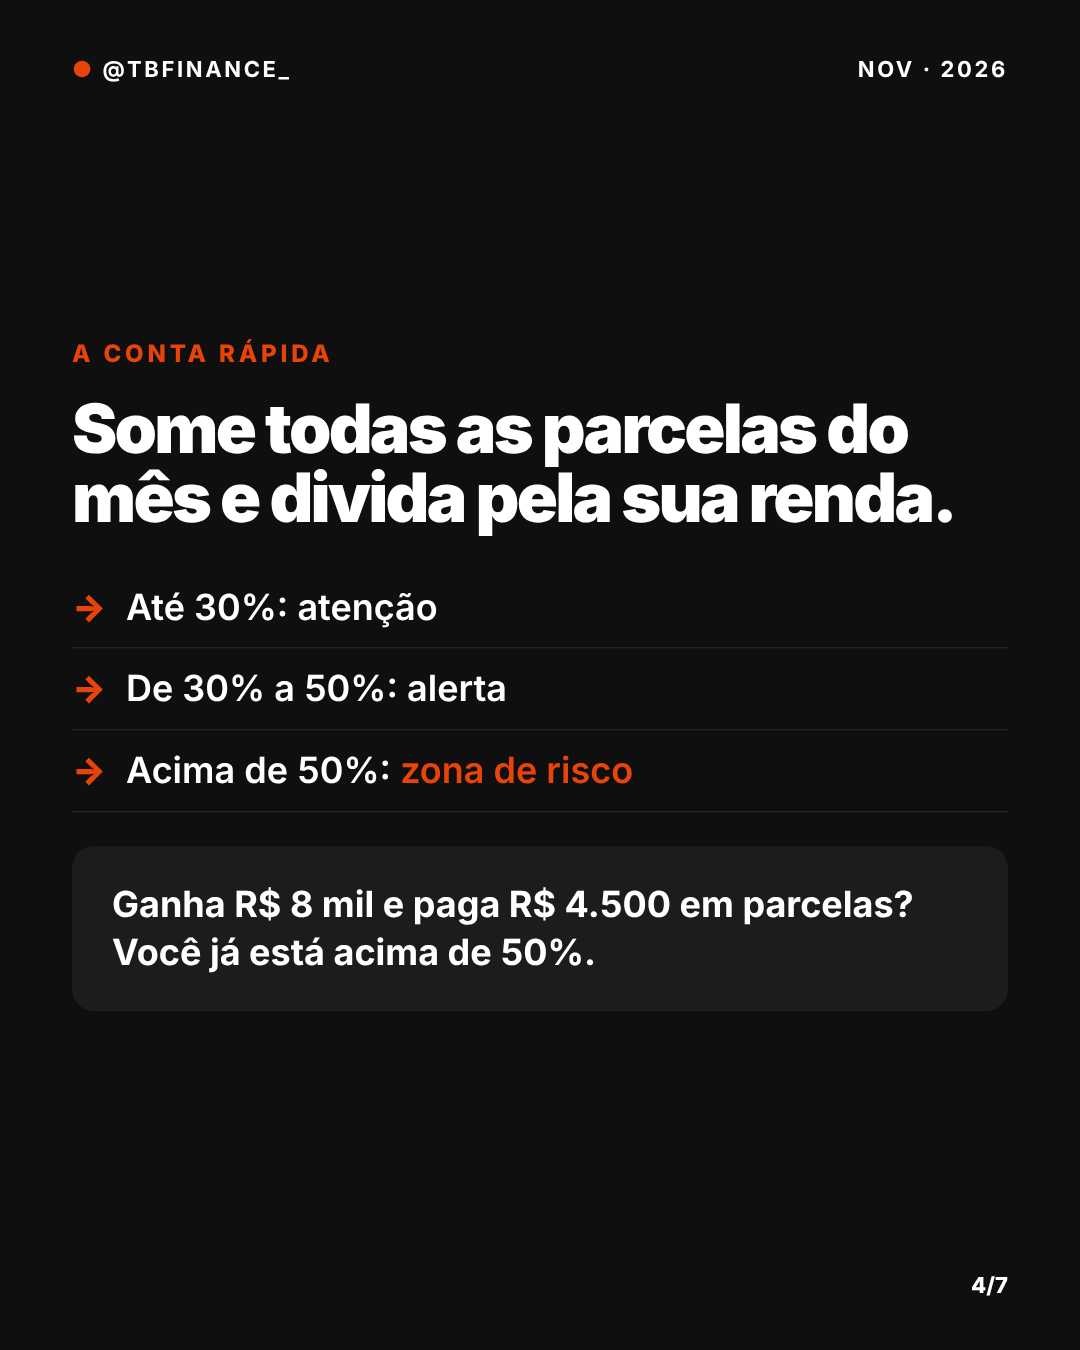 @TBFINANCE_
NOV · 2026
A CONTA RÁPIDA
Some todas as parcelas do
mês e divida pela sua renda.
→ Até 30%: atenção
→ De 30% a 50%: alerta
→ Acima de 50%: zona de risco
Ganha R$ 8 mil e paga R$ 4.500 em parcelas?
Você já está acima de 50%.
4/7